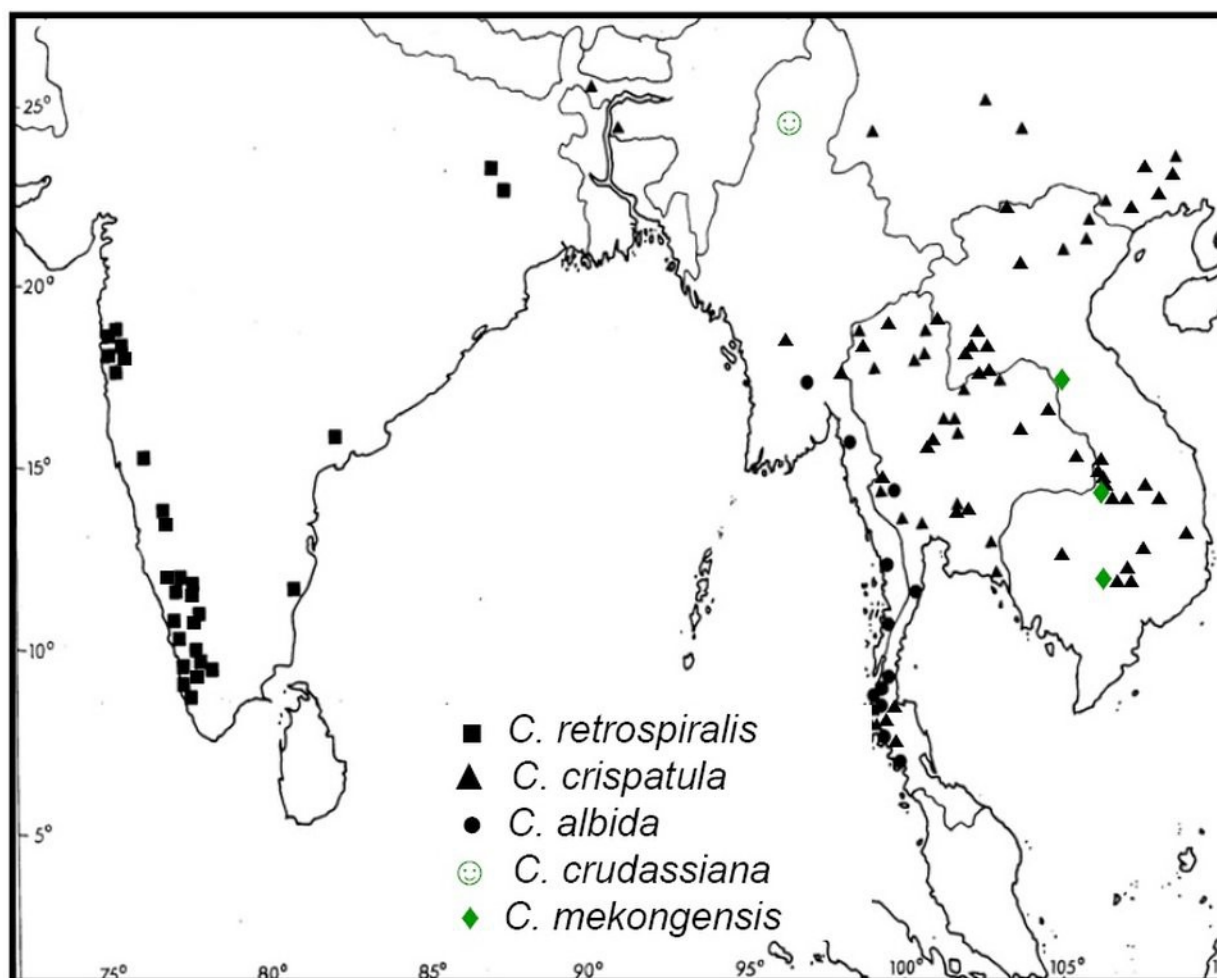 25°
20°
15°
10°
5°
C. retrospiralis
C. crispatula
C. albida
C. crudassiana
C. mekongensis
75° 80° 85° 90° 95° 100° 105°